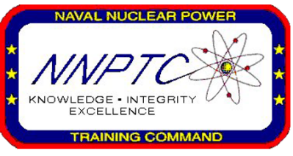 NAVAL NUCLEAR POWER
NNPTC
KNOWLEDGE • INTEGRITY
EXCELLENCE
TRAINING COMMAND